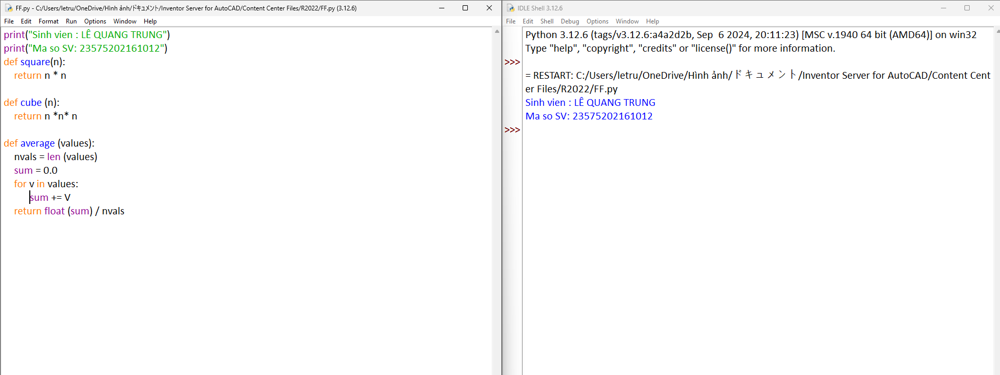 FF.py - C:/Users/letru/OneDrive/Hình ảnh/ドキュメント/Inventor Server for AutoCAD/Content Center Files/R2022/FF.py (3.12.6)
File Edit Format Run Options Window Help
print("Sinh vien : LÊ QUANG TRUNG")
print("Ma so SV: 23575202161012")
def square(n):
    return n * n
def cube (n):
    return n *n* n
def average (values):
    nvals = len (values)
    sum = 0.0
    for v in values:
        sum += V
    return float (sum) / nvals
IDLE Shell 3.12.6
File Edit Shell Debug Options Window Help
Python 3.12.6 (tags/v3.12.6:a4a2d2b, Sep  6 2024, 20:11:23) [MSC v.1940 64 bit (AMD64)] on win32
Type "help", "copyright", "credits" or "license()" for more information.
>>>
= RESTART: C:/Users/letru/OneDrive/Hình ảnh/ドキュメント/Inventor Server for AutoCAD/Content Cent
er Files/R2022/FF.py
Sinh vien : LÊ QUANG TRUNG
Ma so SV: 23575202161012
>>>